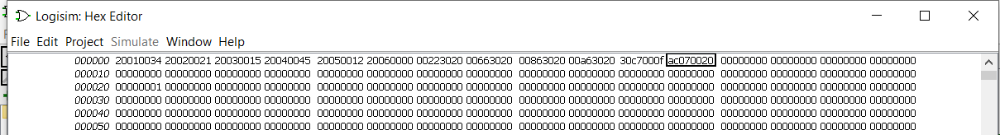 Logisim: Hex Editor
File Edit Project Simulate Window Help
000000 20010034 20020021 20030015 20040045 20050012 20060000 00223020 00663020 00863020 00a63020 30c7000f ac070020 00000000 00000000 00000000 00000000
000010 00000000 00000000 00000000 00000000 00000000 00000000 00000000 00000000 00000000 00000000 00000000 00000000 00000000 00000000 00000000 00000000
000020 00000001 00000000 00000000 00000000 00000000 00000000 00000000 00000000 00000000 00000000 00000000 00000000 00000000 00000000 00000000 00000000
000030 00000000 00000000 00000000 00000000 00000000 00000000 00000000 00000000 00000000 00000000 00000000 00000000 00000000 00000000 00000000 00000000
000040 00000000 00000000 00000000 00000000 00000000 00000000 00000000 00000000 00000000 00000000 00000000 00000000 00000000 00000000 00000000 00000000
000050 00000000 00000000 00000000 00000000 00000000 00000000 00000000 00000000 00000000 00000000 00000000 00000000 00000000 00000000 00000000 00000000